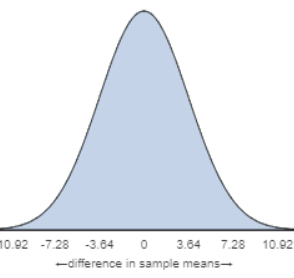 10.92 -7.28 -3.64 0 3.64 7.28 10.92
←difference in sample means→